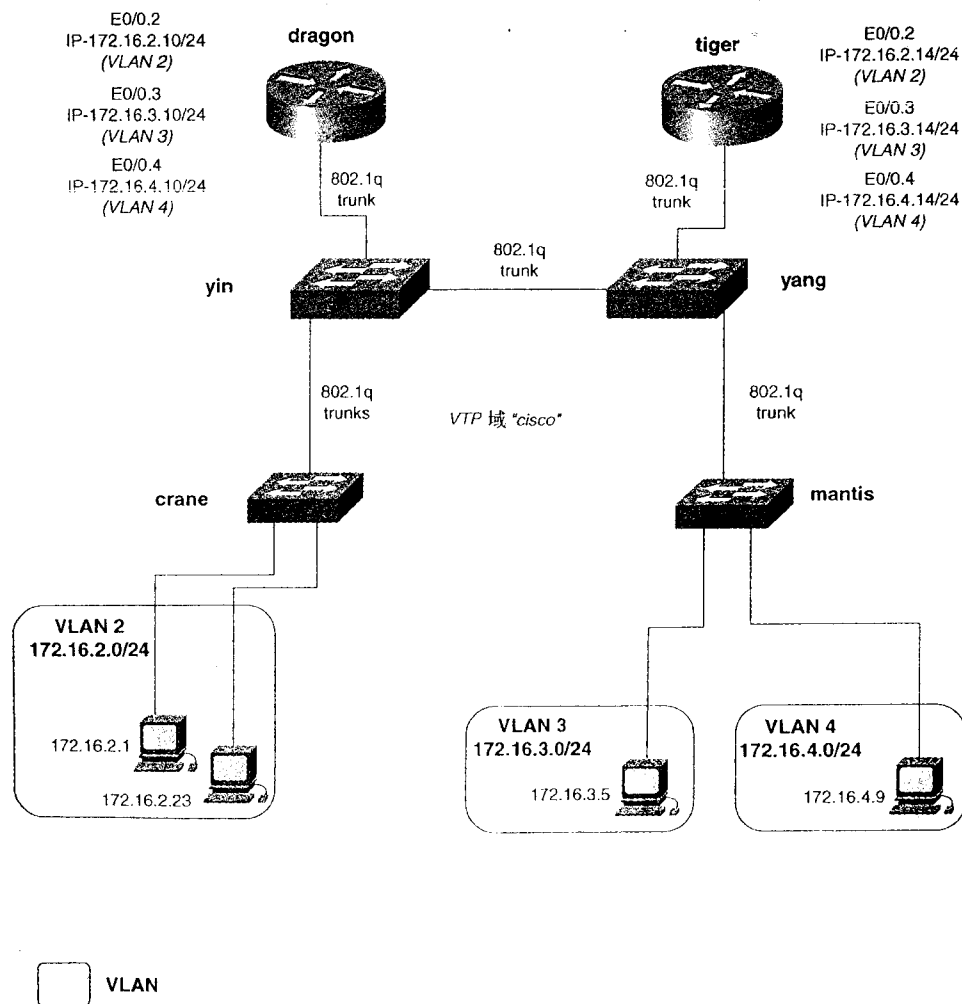 E0/0.2
IP-172.16.2.10/24
(VLAN 2)
E0/0.3
IP-172.16.3.10/24
(VLAN 3)
E0/0.4
IP-172.16.4.10/24
(VLAN 4)
dragon
tiger
E0/0.2
IP-172.16.2.14/24
(VLAN 2)
E0/0.3
IP-172.16.3.14/24
(VLAN 3)
E0/0.4
IP-172.16.4.14/24
(VLAN 4)
802.1q
trunk
802.1q
trunk
802.1q
trunk
yin
yang
802.1q
trunks
VTP 域 "cisco"
802.1q
trunk
crane
mantis
VLAN 2
172.16.2.0/24
172.16.2.1
172.16.2.23
VLAN 3
172.16.3.0/24
172.16.3.5
VLAN 4
172.16.4.0/24
172.16.4.9
VLAN